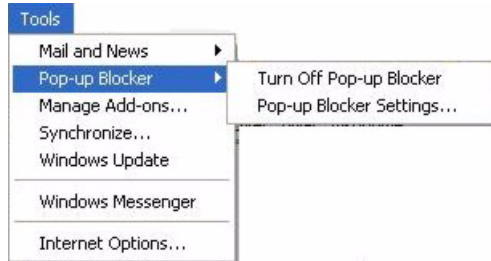 Tools
Mail and News
Pop-up Blocker
Turn Off Pop-up Blocker
Manage Add-ons...
Pop-up Blocker Settings...
Synchronize...
Windows Update
Windows Messenger
Internet Options...